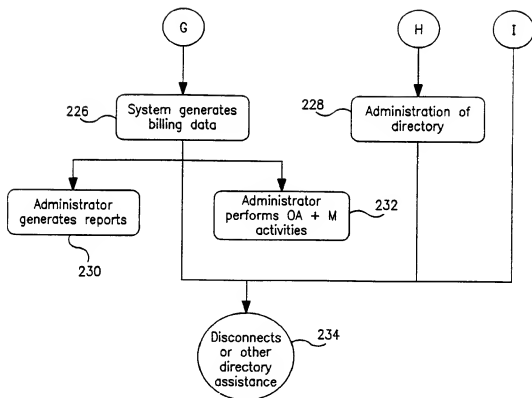 G
H
I
226
System generates
billing data
228
Administration of
directory
Administrator
generates reports
230
Administrator
performs OA + M
activities
232
Disconnects
or other
directory
assistance
234